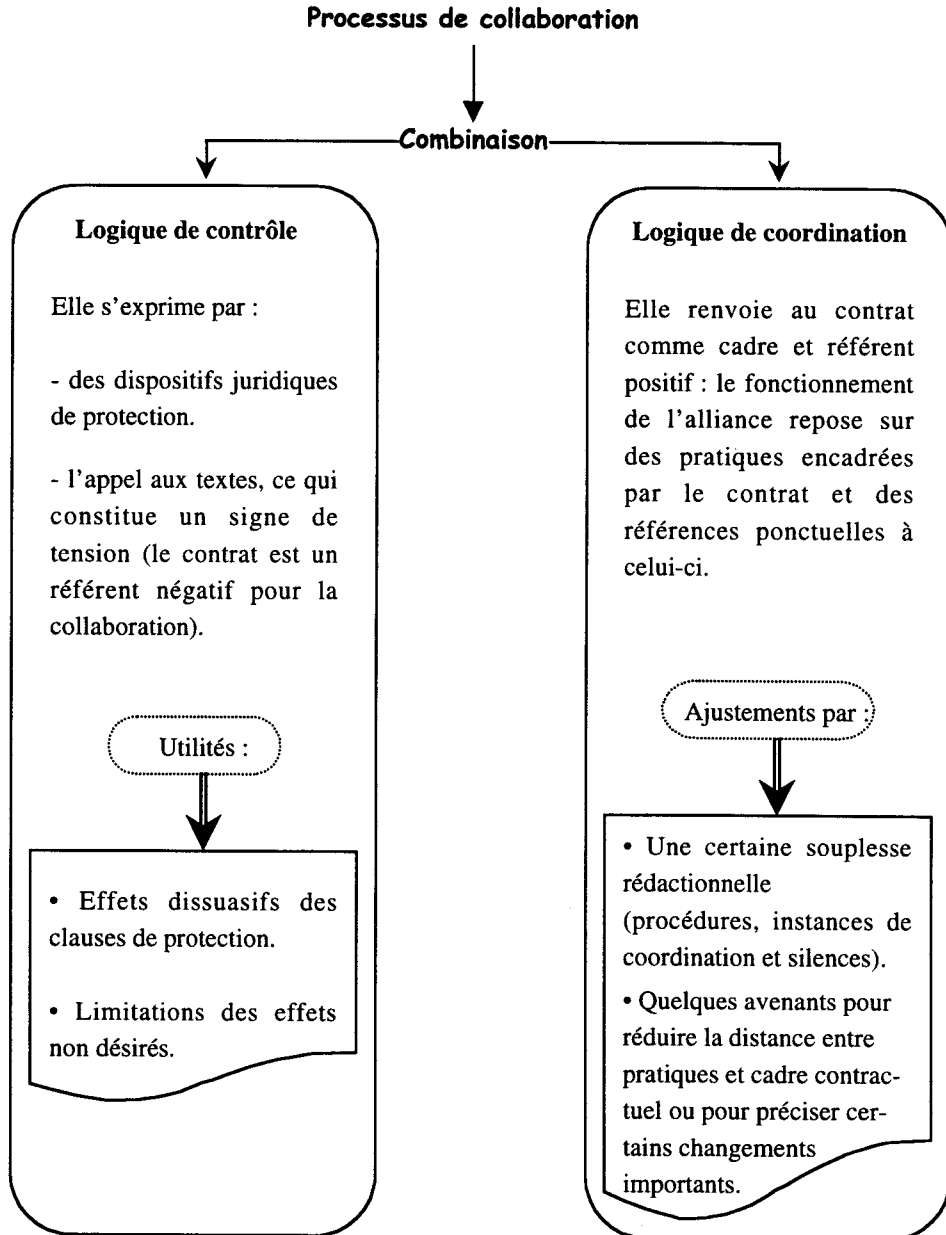 Processus de collaboration
Combinaison
Logique de contrôle
Elle s'exprime par :
- des dispositifs juridiques
de protection.
- l'appel aux textes, ce qui
constitue un signe de
tension (le contrat est un
référent négatif pour la
collaboration).
Utilités :
• Effets dissuasifs des
clauses de protection.
• Limitations des effets
non désirés.
Logique de coordination
Elle renvoie au contrat
comme cadre et référent
positif : le fonctionnement
de l'alliance repose sur
des pratiques encadrées
par le contrat et des
références ponctuelles à
celui-ci.
Ajustements par :
• Une certaine souplesse
rédactionnelle
(procédures, instances de
coordination et silences).
• Quelques avenants pour
réduire la distance entre
pratiques et cadre contrac-
tuel ou pour préciser cer-
tains changements
importants.